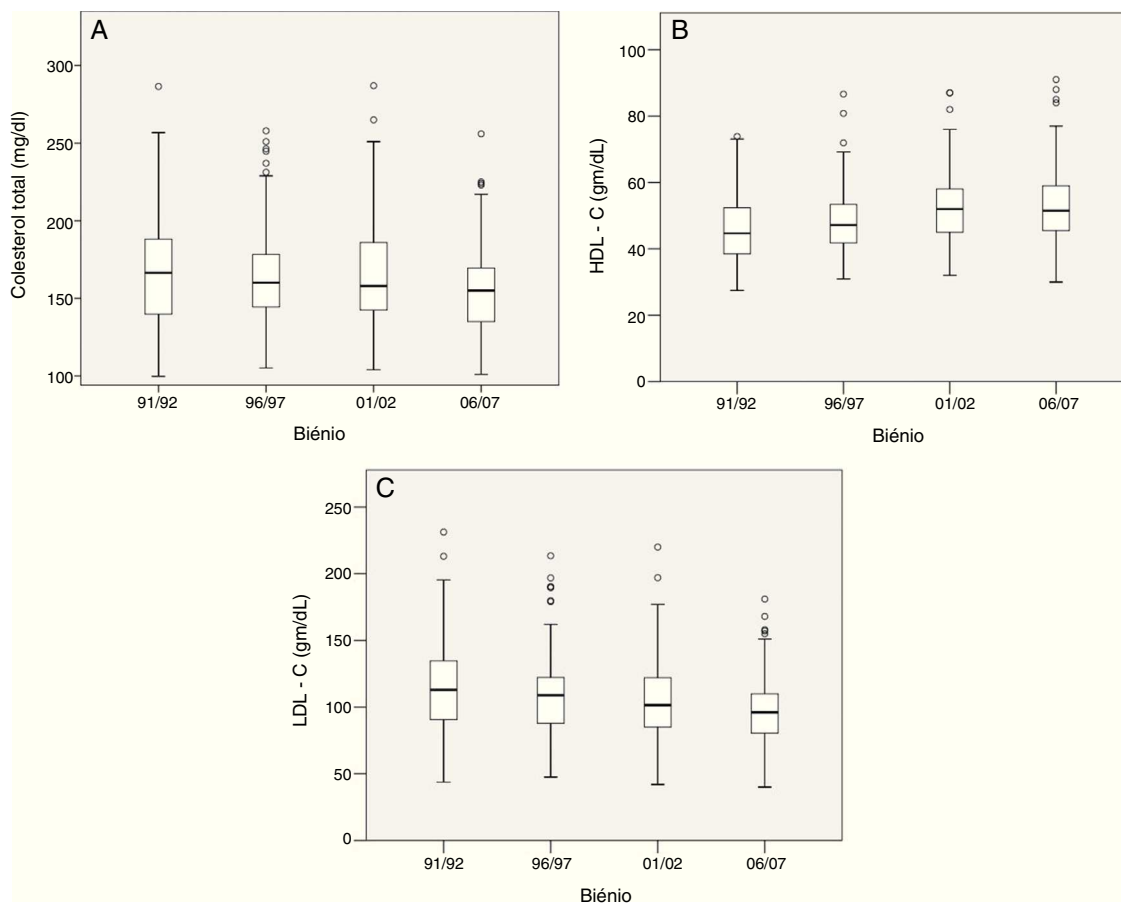 A
Colesterol total (mg/dl)
300
250
200
150
100
91/92 96/97 01/02 06/07
Biénio
B
HDL - C (gm/dL)
100
80
60
40
20
0
91/92 96/97 01/02 06/07
Biénio
C
LDL - C (gm/dL)
250
200
150
100
50
0
91/92 96/97 01/02 06/07
Biénio